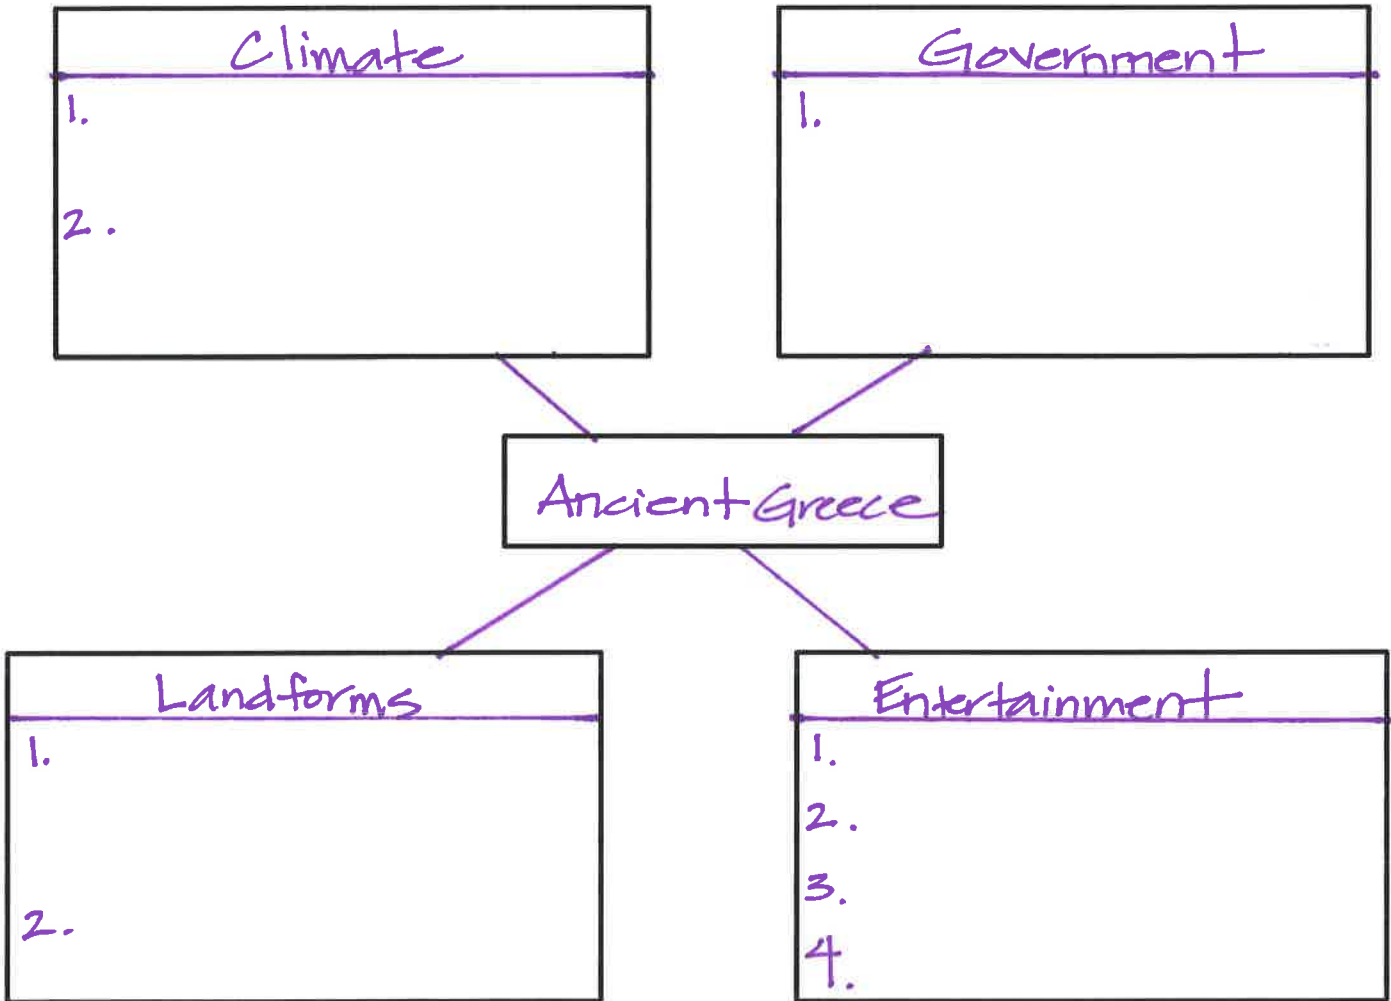 Climate
1.
2.
Government
1.
Ancient Greece
Landforms
1.
2.
Entertainment
1.
2.
3.
4.